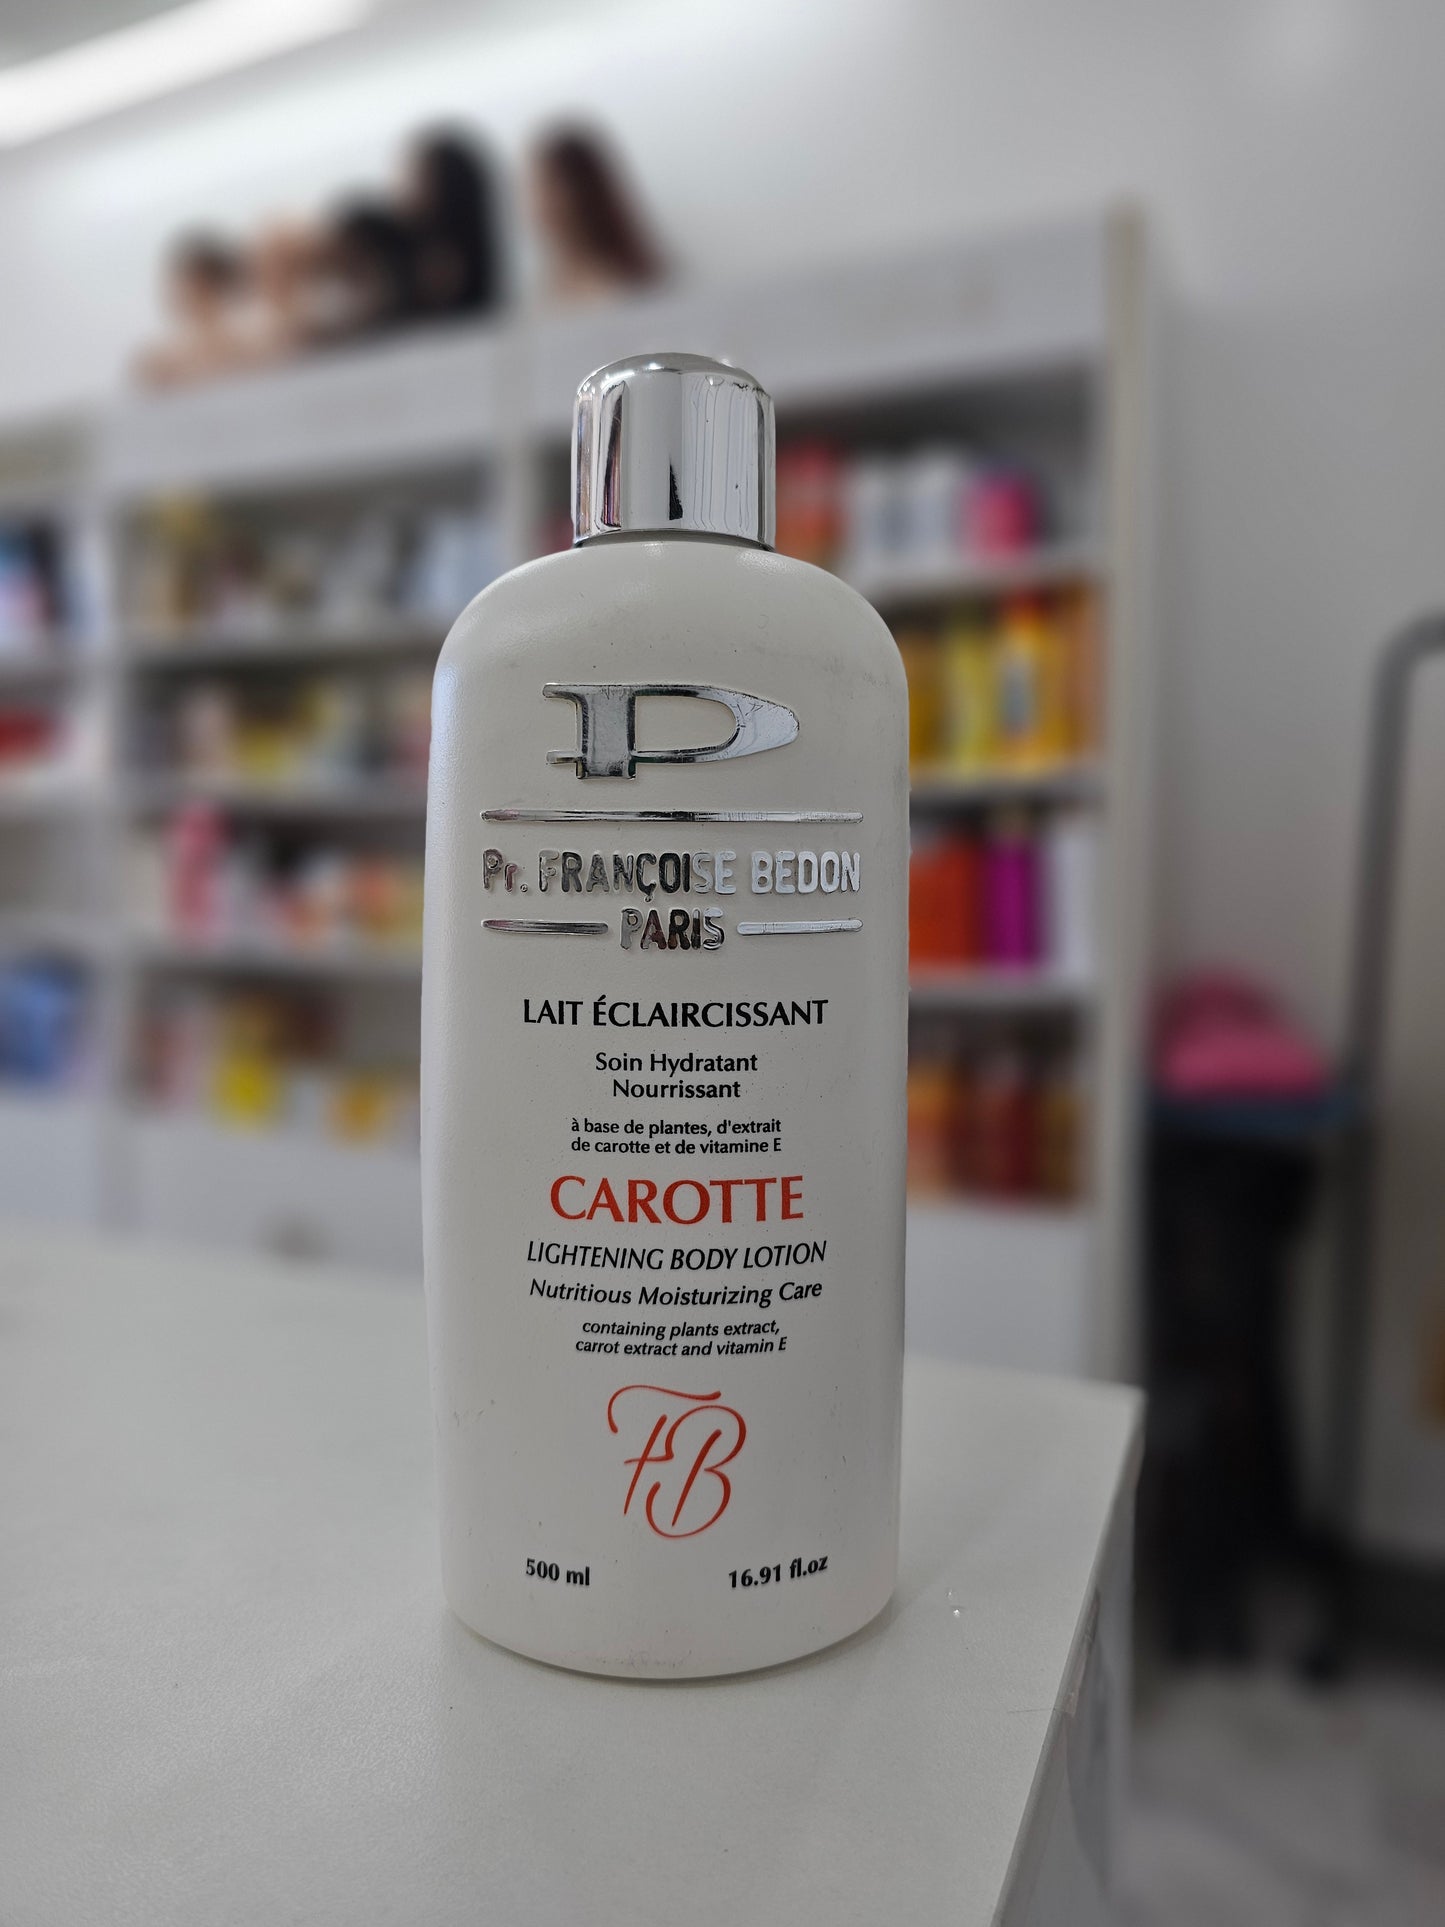 P
Pr. FRANÇOISE BEDON
PARIS
LAIT ÉCLAIRCISSANT
Soin Hydratant
Nourrissant
à base de plantes, d'extrait
de carotte et de vitamine E
CAROTTE
LIGHTENING BODY LOTION
Nutritious Moisturizing Care
containing plants extract,
carrot extract and vitamin E
FB
500 ml 16.91 fl.oz